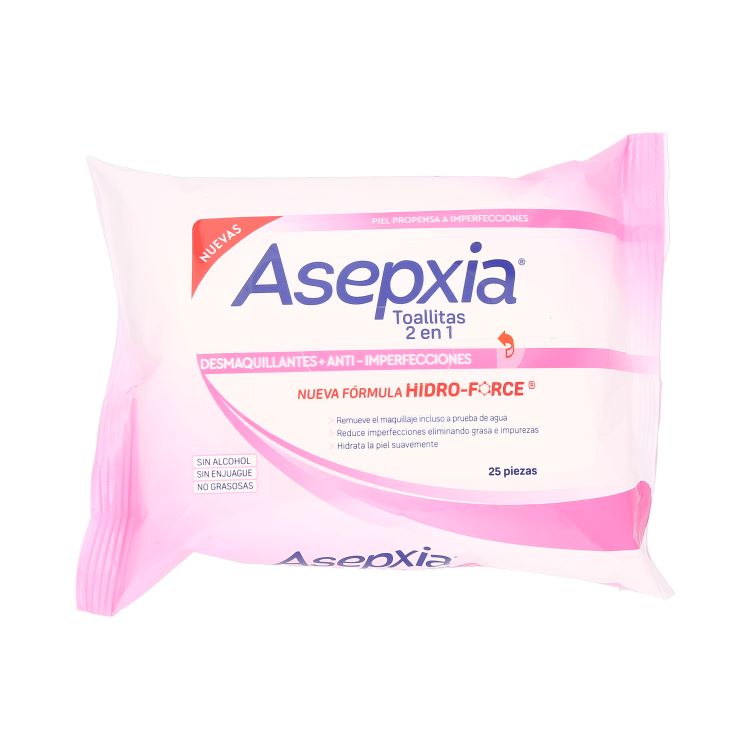 PIEL PROPENSA A IMPERFECCIONES
NUEVAS
Asepxia®
Toallitas
2 en 1
DESMAQUILLANTES + ANTI - IMPERFECCIONES
NUEVA FÓRMULA HIDRO-FORCE®
Remueve el maquillaje incluso a prueba de agua
Reduce imperfecciones eliminando grasa e impurezas
Hidrata la piel suavemente
SIN ALCOHOL
SIN ENJUAGUE
NO GRASOSAS
25 piezas
Asepxia®